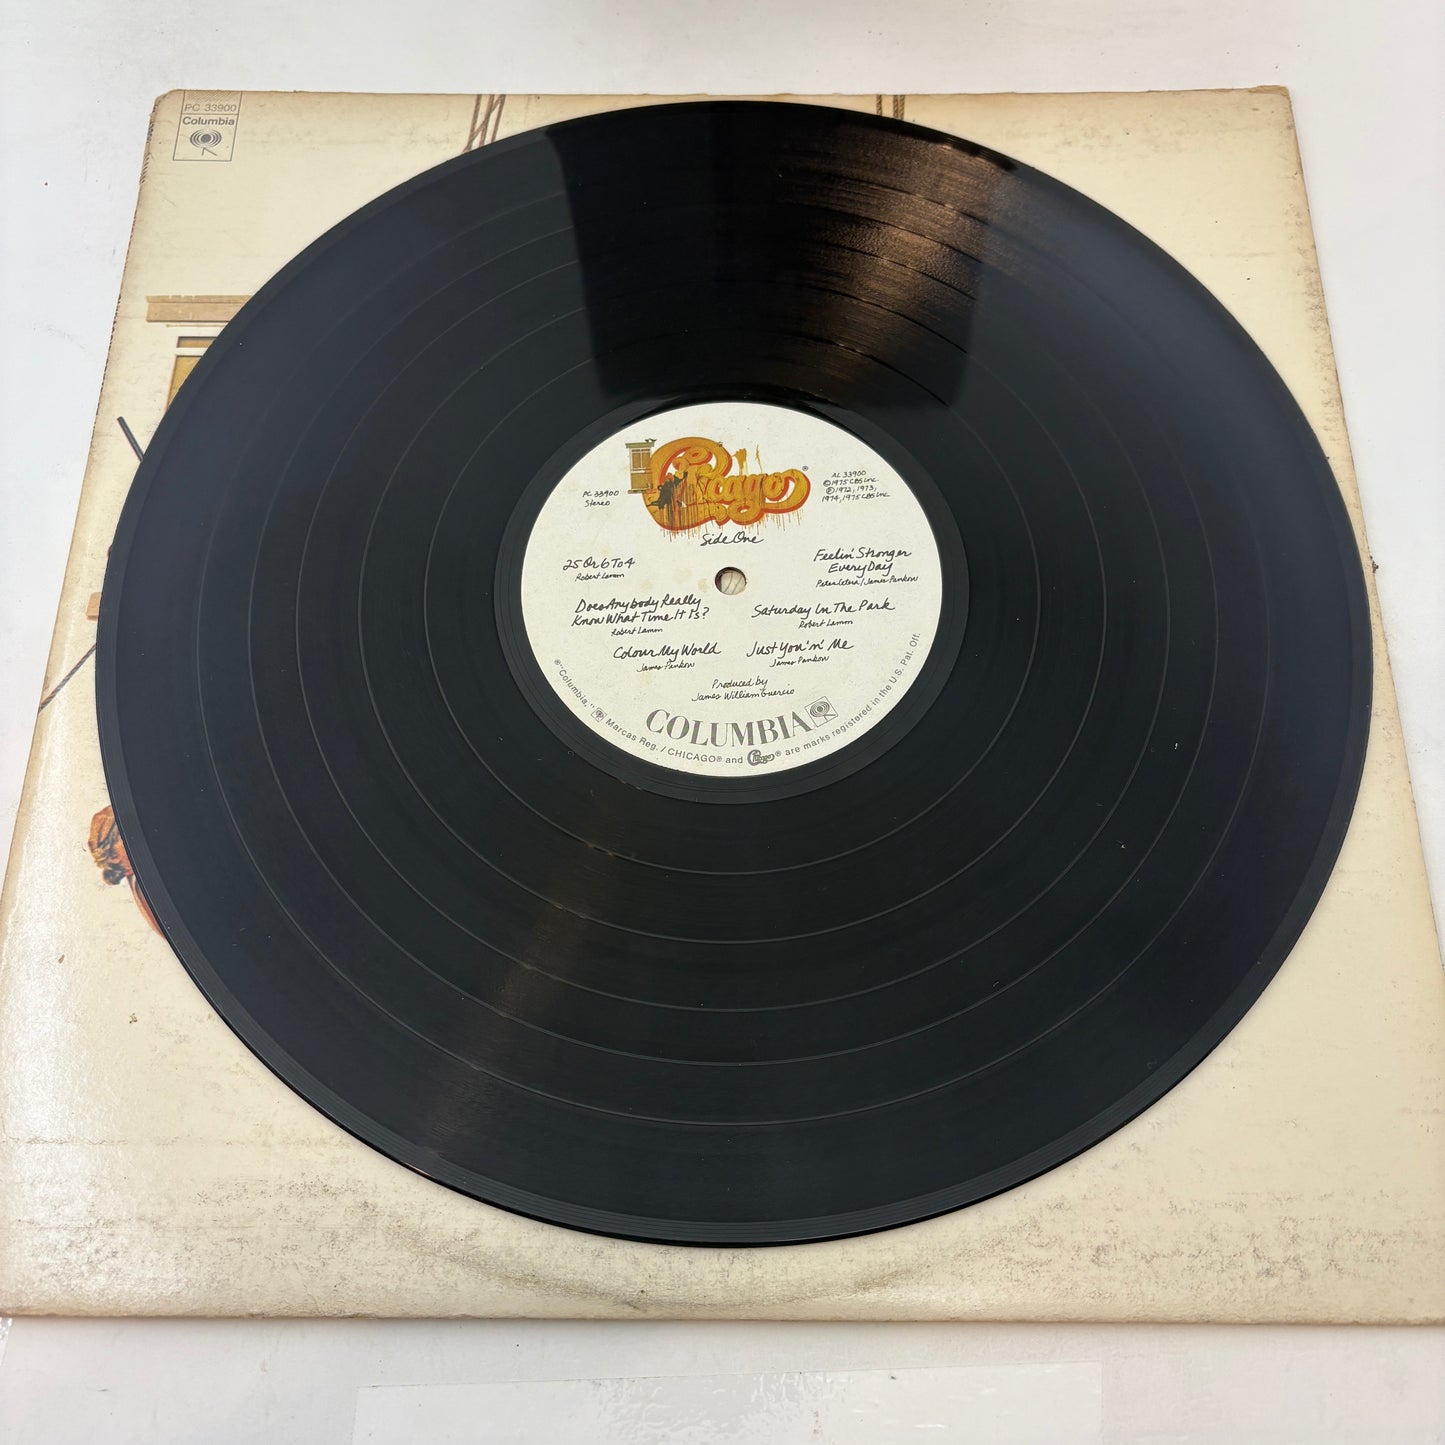 PC 33900
Columbia
Chicago®
PC 33900
Stereo
AL 33900
©1975 CBS Inc.
℗1972, 1973,
1974, 1975 CBS Inc.
Side One
25 Or 6 To 4
Robert Lamm
Does Anybody Really
Know What Time It Is?
Robert Lamm
Colour My World
James Pankow
Feelin' Stronger
Every Day
Peter Cetera/James Pankow
Saturday In The Park
Robert Lamm
Just You 'n' Me
James Pankow
Produced by
James William Guercio
COLUMBIA
®"Columbia," Marcas Reg. / CHICAGO® and Chicago® are marks registered in the U.S. Pat. Off.